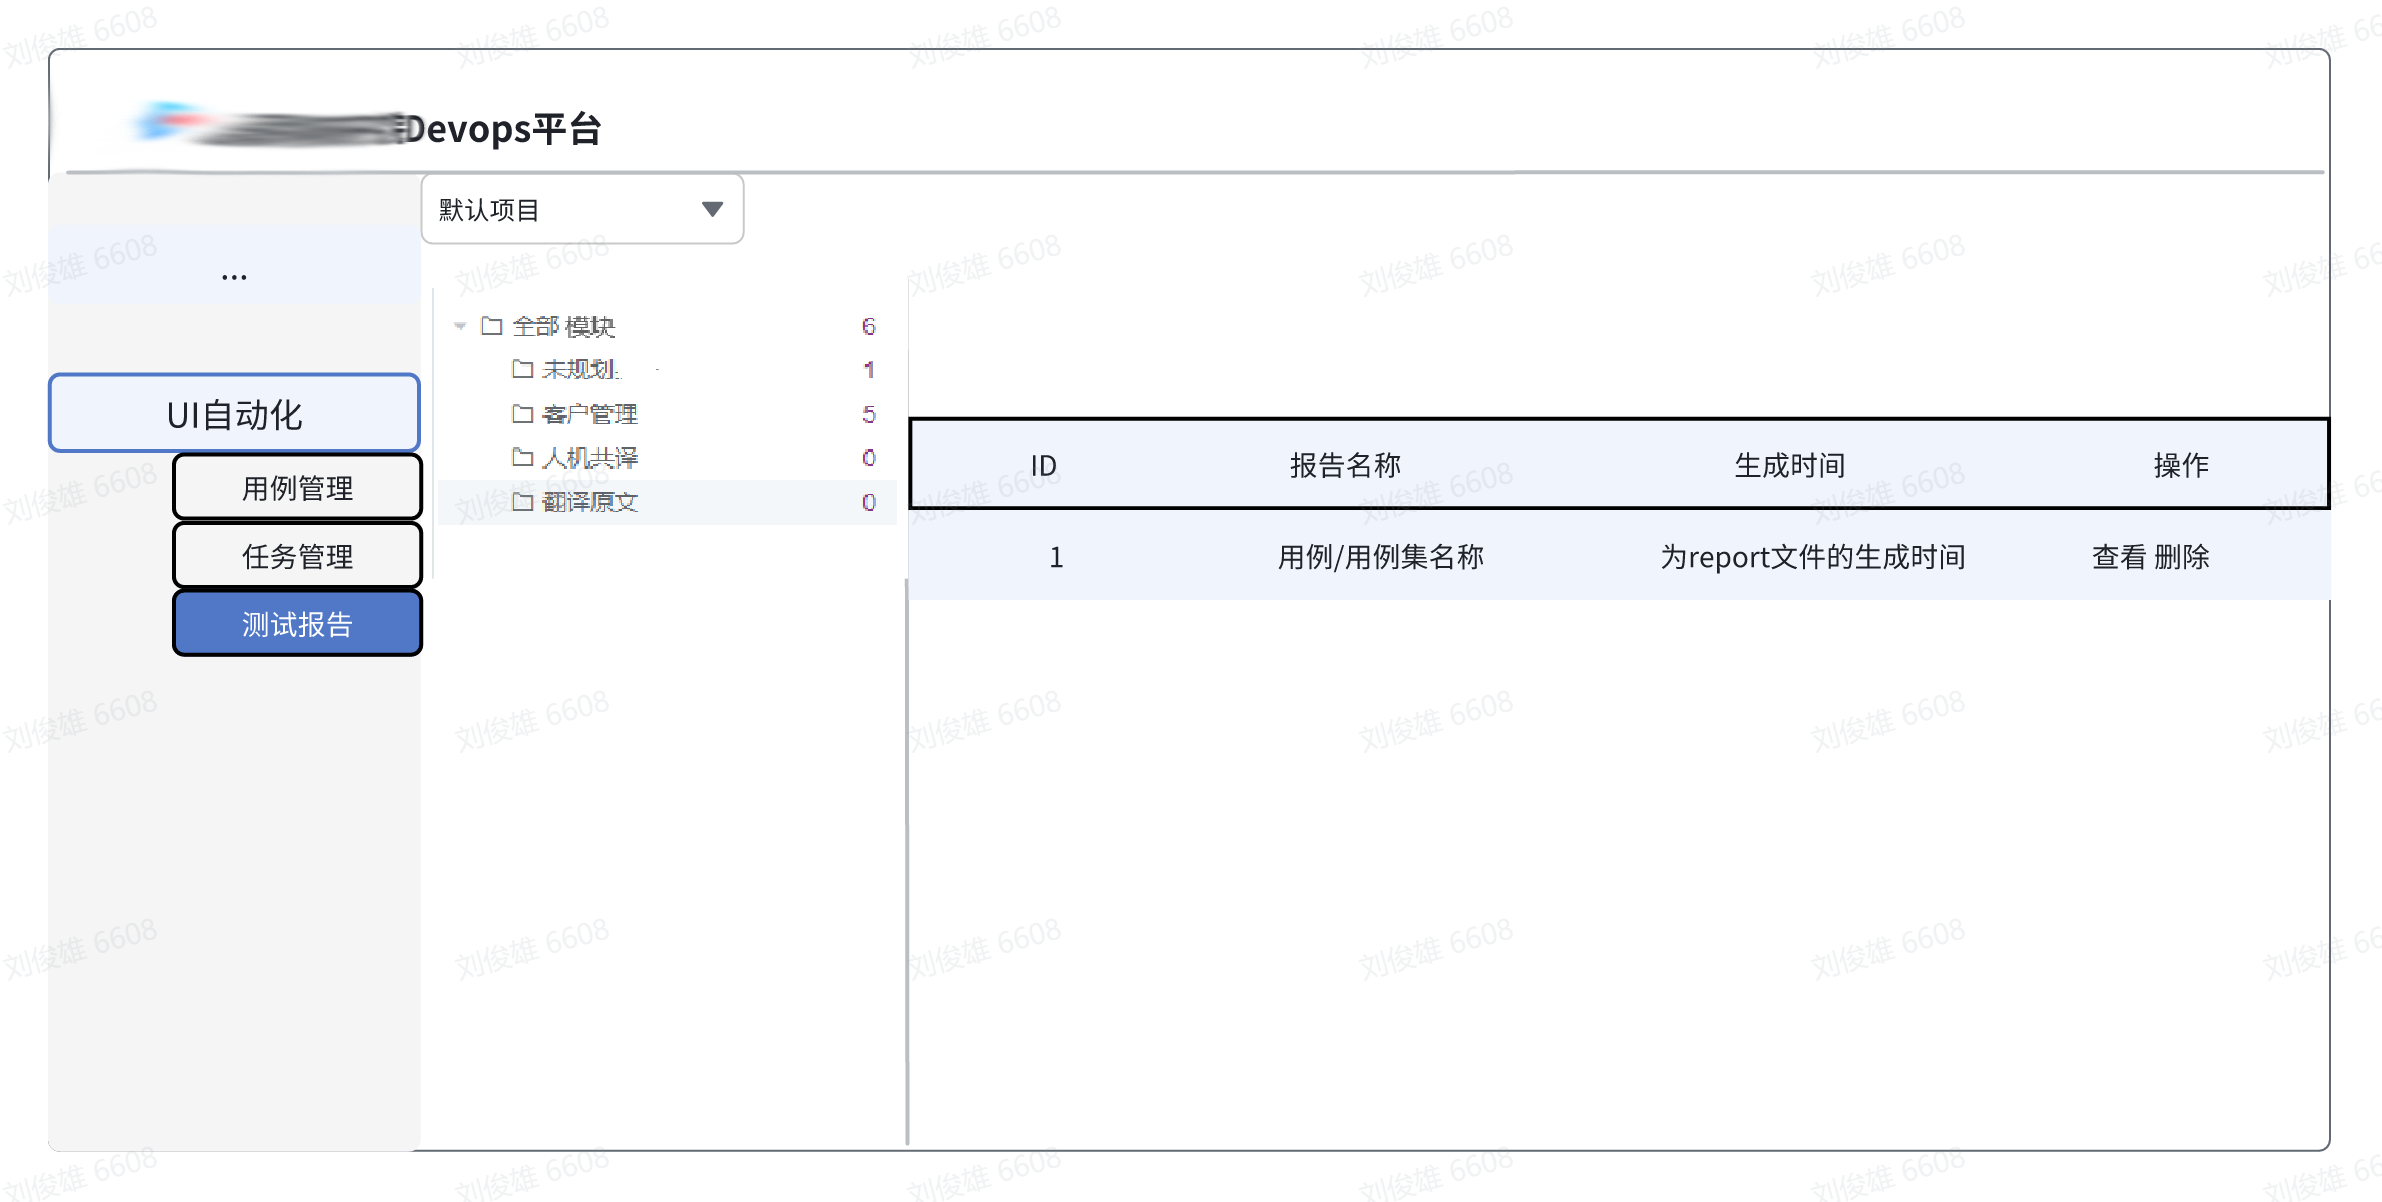 Devops平台
默认项目
...
全部 模块 6
未规划. 1
客户管理 5
人机共译 0
翻译原文 0
UI自动化
用例管理
任务管理
测试报告
ID 报告名称 生成时间 操作
1 用例/用例集名称 为report文件的生成时间 查看 删除
刘俊雄 6608